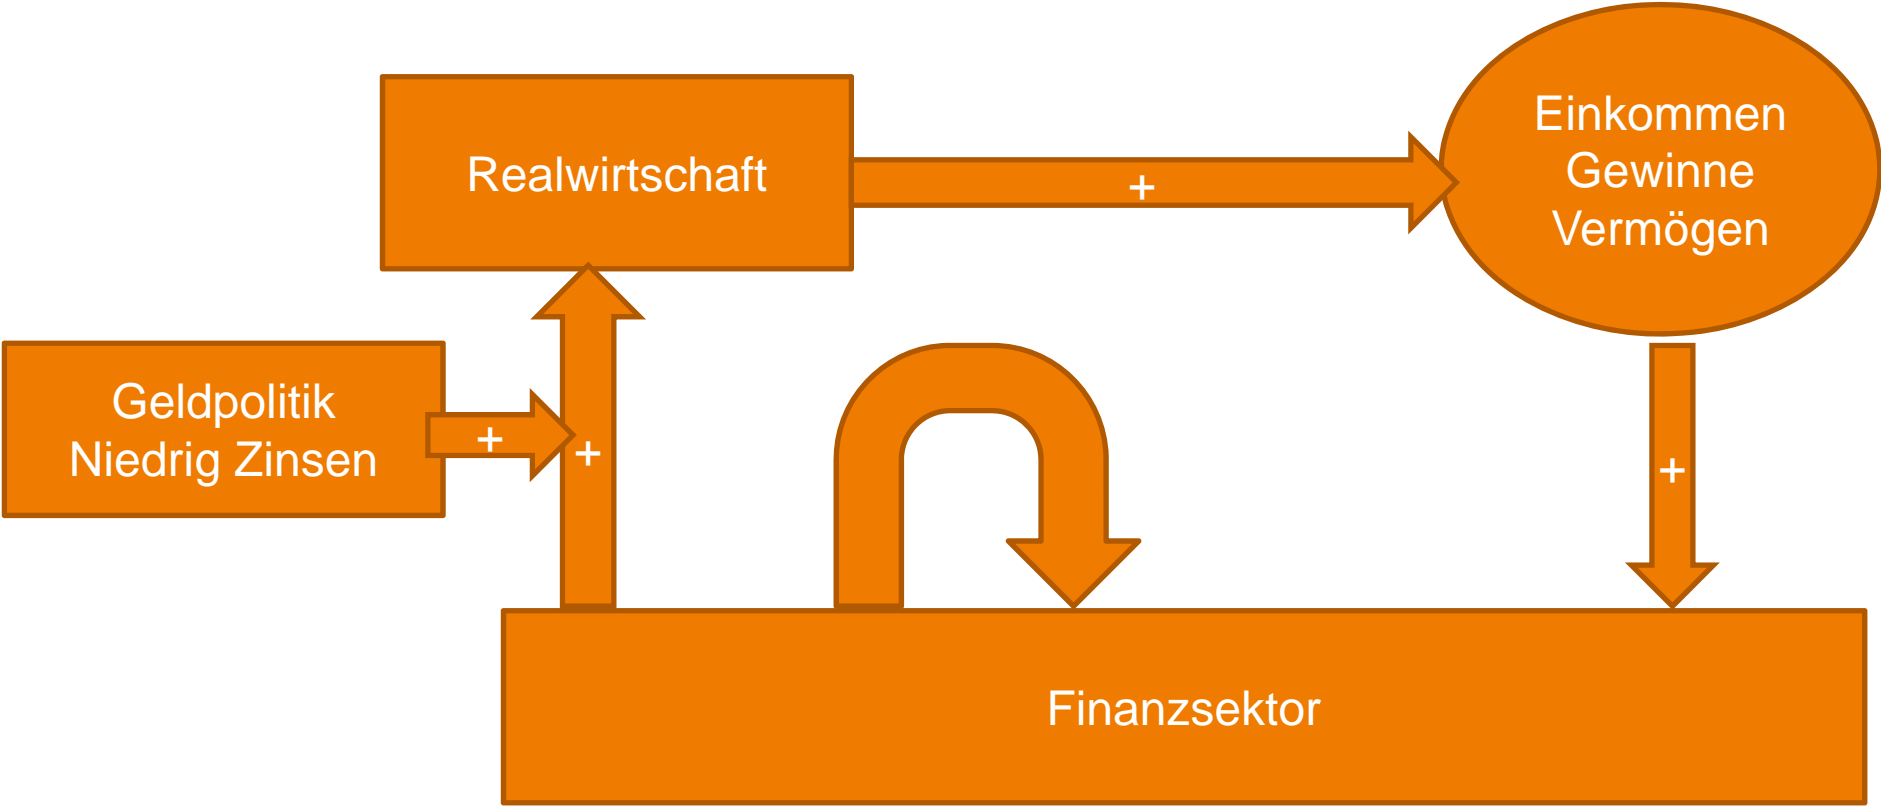 Realwirtschaft
+
Einkommen
Gewinne
Vermögen
Geldpolitik
Niedrig Zinsen
+
+
+
Finanzsektor